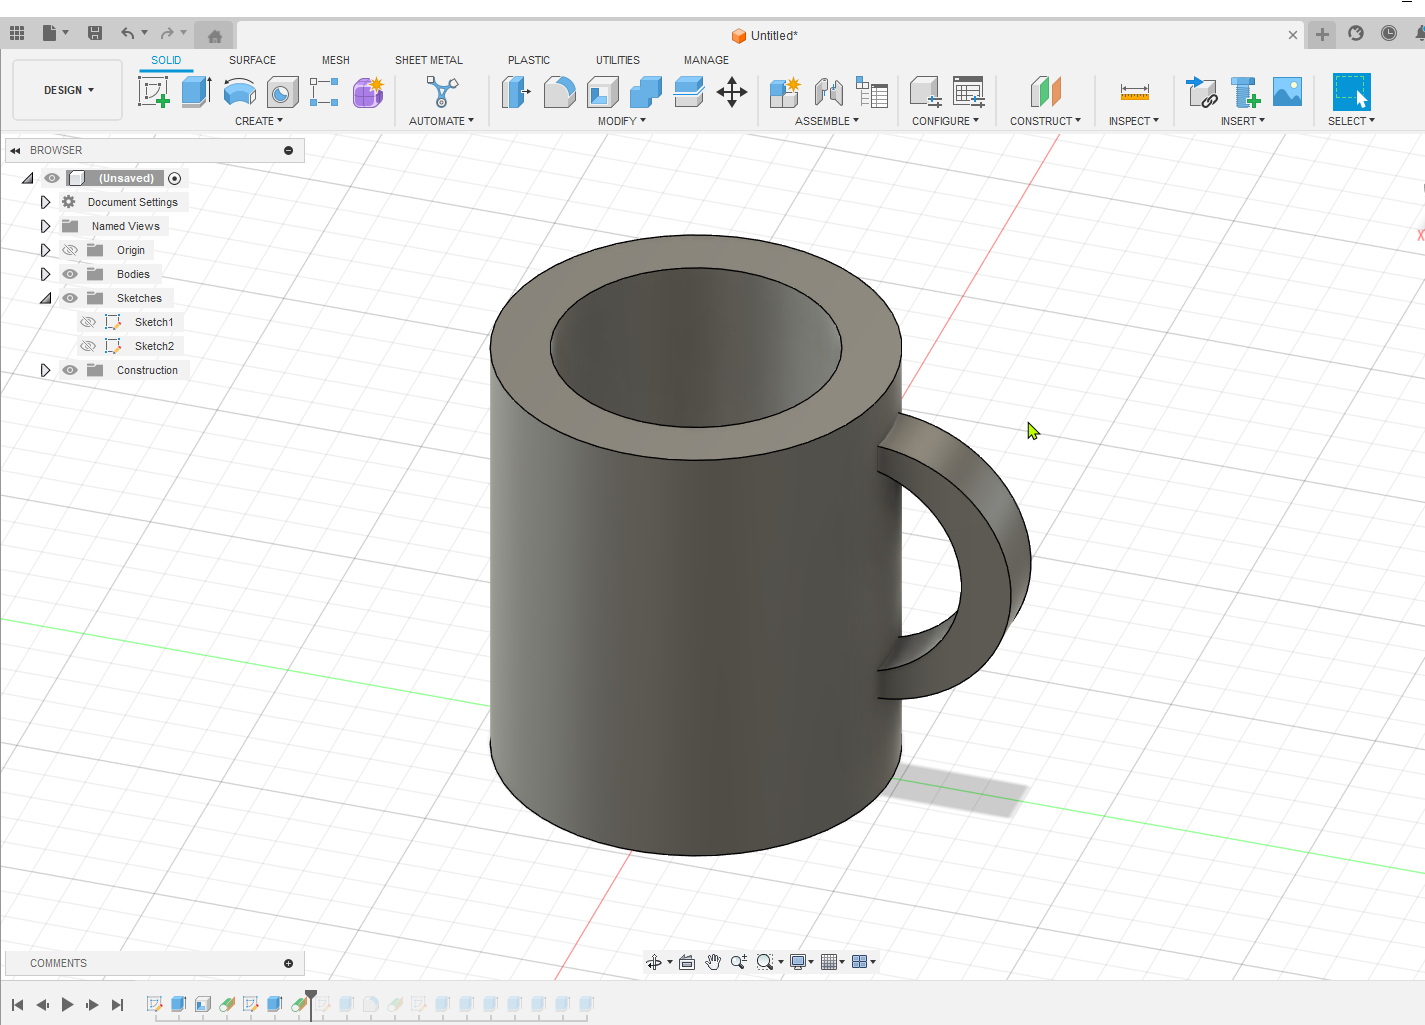 Untitled*
DESIGN
SOLID
SURFACE
MESH
SHEET METAL
PLASTIC
UTILITIES
MANAGE
CREATE
AUTOMATE
MODIFY
ASSEMBLE
CONFIGURE
CONSTRUCT
INSPECT
INSERT
SELECT
BROWSER
(Unsaved)
Document Settings
Named Views
Origin
Bodies
Sketches
Sketch1
Sketch2
Construction
X
COMMENTS